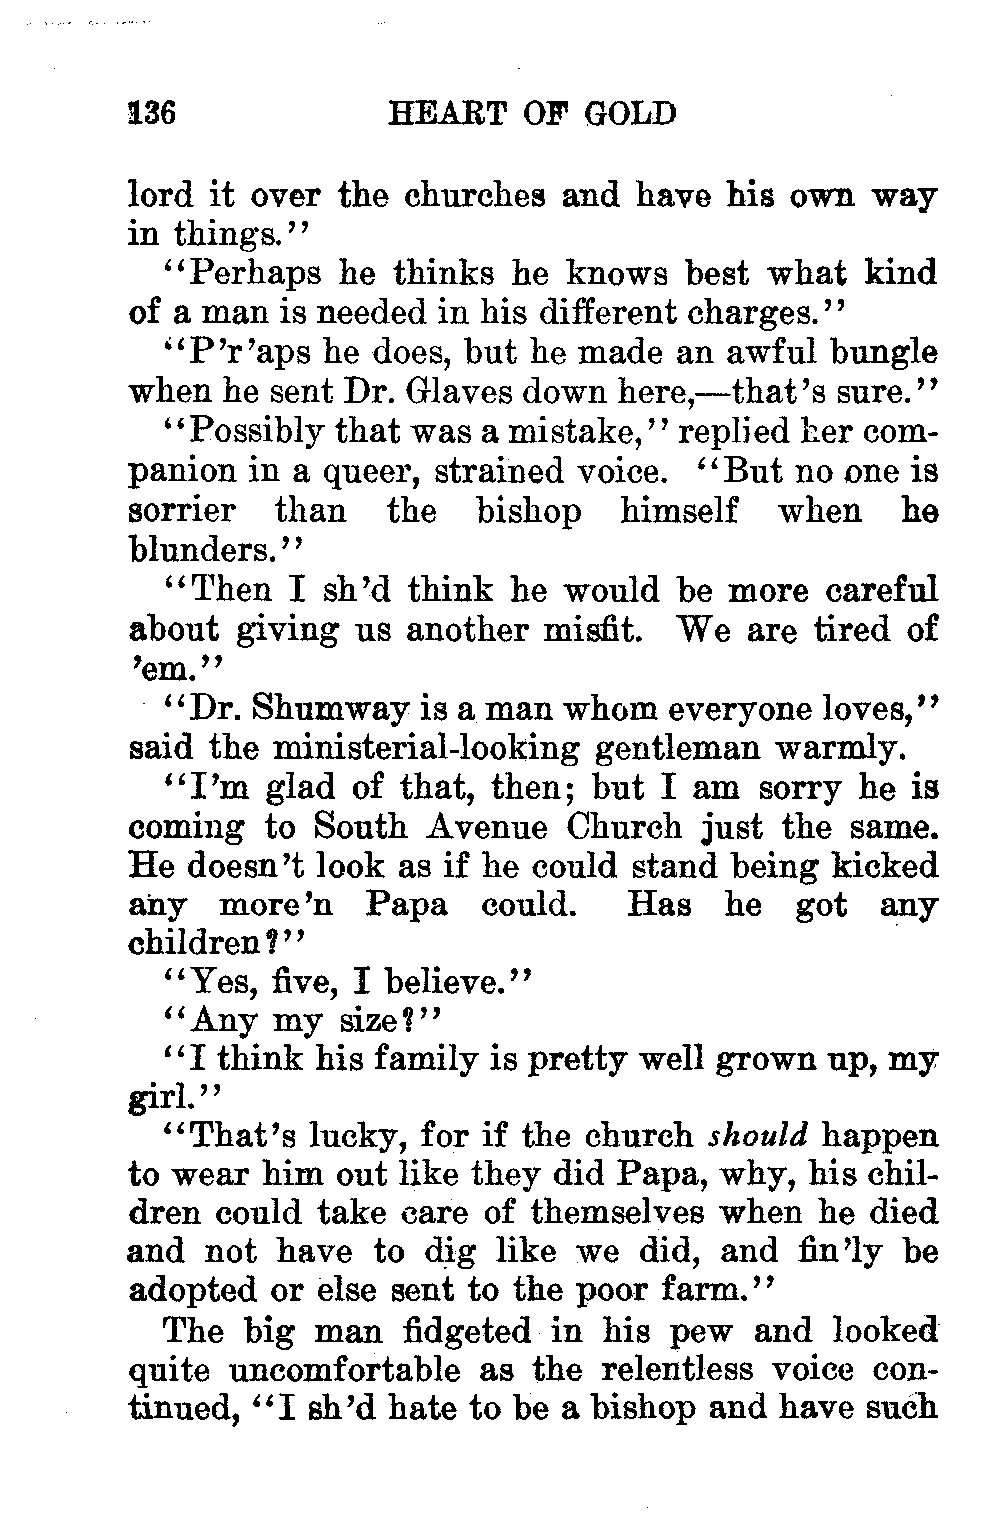 136 HEART OF GOLD
lord it over the churches and have his own way
in things."
"Perhaps he thinks he knows best what kind
of a man is needed in his different charges."
"P'r'aps he does, but he made an awful bungle
when he sent Dr. Glaves down here,—that's sure."
"Possibly that was a mistake," replied her com-
panion in a queer, strained voice. "But no one is
sorrier than the bishop himself when he
blunders."
"Then I sh'd think he would be more careful
about giving us another misfit. We are tired of
'em."
"Dr. Shumway is a man whom everyone loves,"
said the ministerial-looking gentleman warmly.
"I'm glad of that, then; but I am sorry he is
coming to South Avenue Church just the same.
He doesn't look as if he could stand being kicked
any more'n Papa could. Has he got any
children?"
"Yes, five, I believe."
"Any my size?"
"I think his family is pretty well grown up, my
girl."
"That's lucky, for if the church should happen
to wear him out like they did Papa, why, his chil-
dren could take care of themselves when he died
and not have to dig like we did, and fin'ly be
adopted or else sent to the poor farm."
The big man fidgeted in his pew and looked
quite uncomfortable as the relentless voice con-
tinued, "I sh'd hate to be a bishop and have such